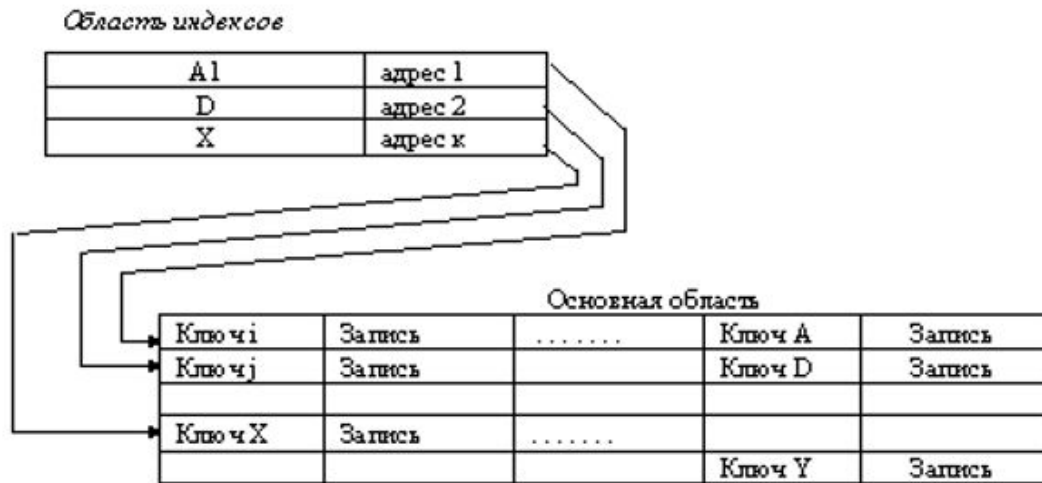 Область индексов
A1 адрес 1
D адрес 2
X адрес к
Основная область
Ключ i Запись ....... Ключ A Запись
Ключ j Запись Ключ D Запись
Ключ X Запись .......
Ключ Y Запись